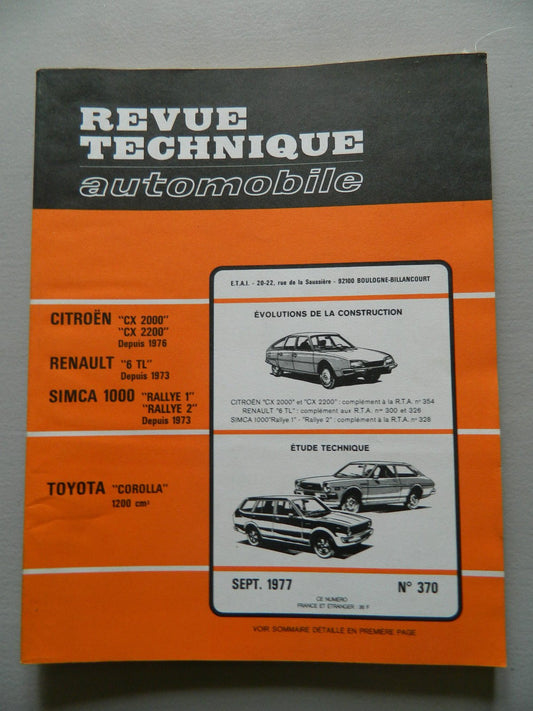 REVUE
TECHNIQUE
automobile
E.T.A.I. - 20-22, rue de la Saussière - 92100 BOULOGNE-BILLANCOURT
CITROËN "CX 2000"
"CX 2200"
Depuis 1976
RENAULT "6 TL"
Depuis 1973
SIMCA 1000 "RALLYE 1"
"RALLYE 2"
Depuis 1973
ÉVOLUTIONS DE LA CONSTRUCTION
CITROËN "CX 2000" et "CX 2200" : complément à la R.T.A. n° 354
RENAULT "6 TL" : complément aux R.T.A. nos 300 et 326
SIMCA 1000"Rallye 1" - "Rallye 2" : complément à la R.T.A. n° 328
TOYOTA "COROLLA"
1200 cm³
ÉTUDE TECHNIQUE
SEPT. 1977 N° 370
CE NUMÉRO
FRANCE ET ÉTRANGER 36 F
VOIR SOMMAIRE DÉTAILLÉ EN PREMIÈRE PAGE